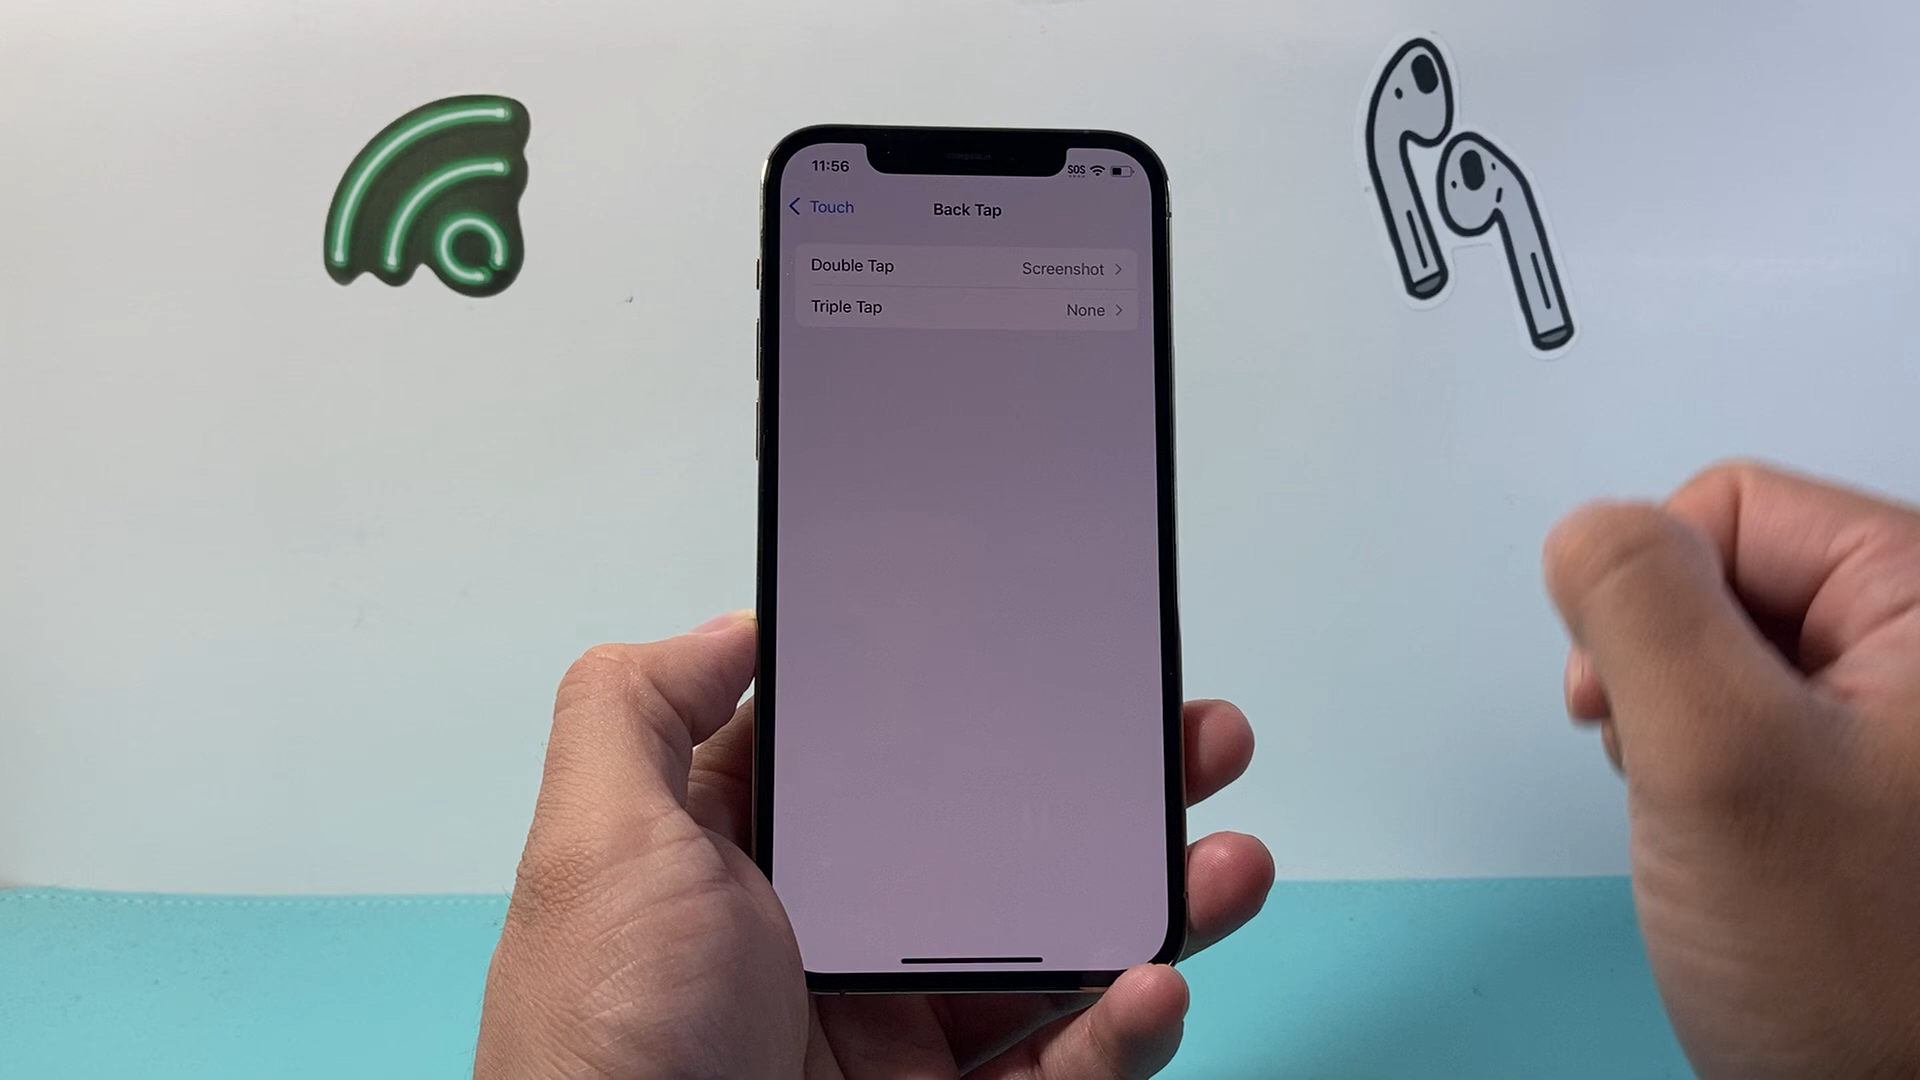 11:56
SOS
Touch
Back Tap
Double Tap
Screenshot
Triple Tap
None